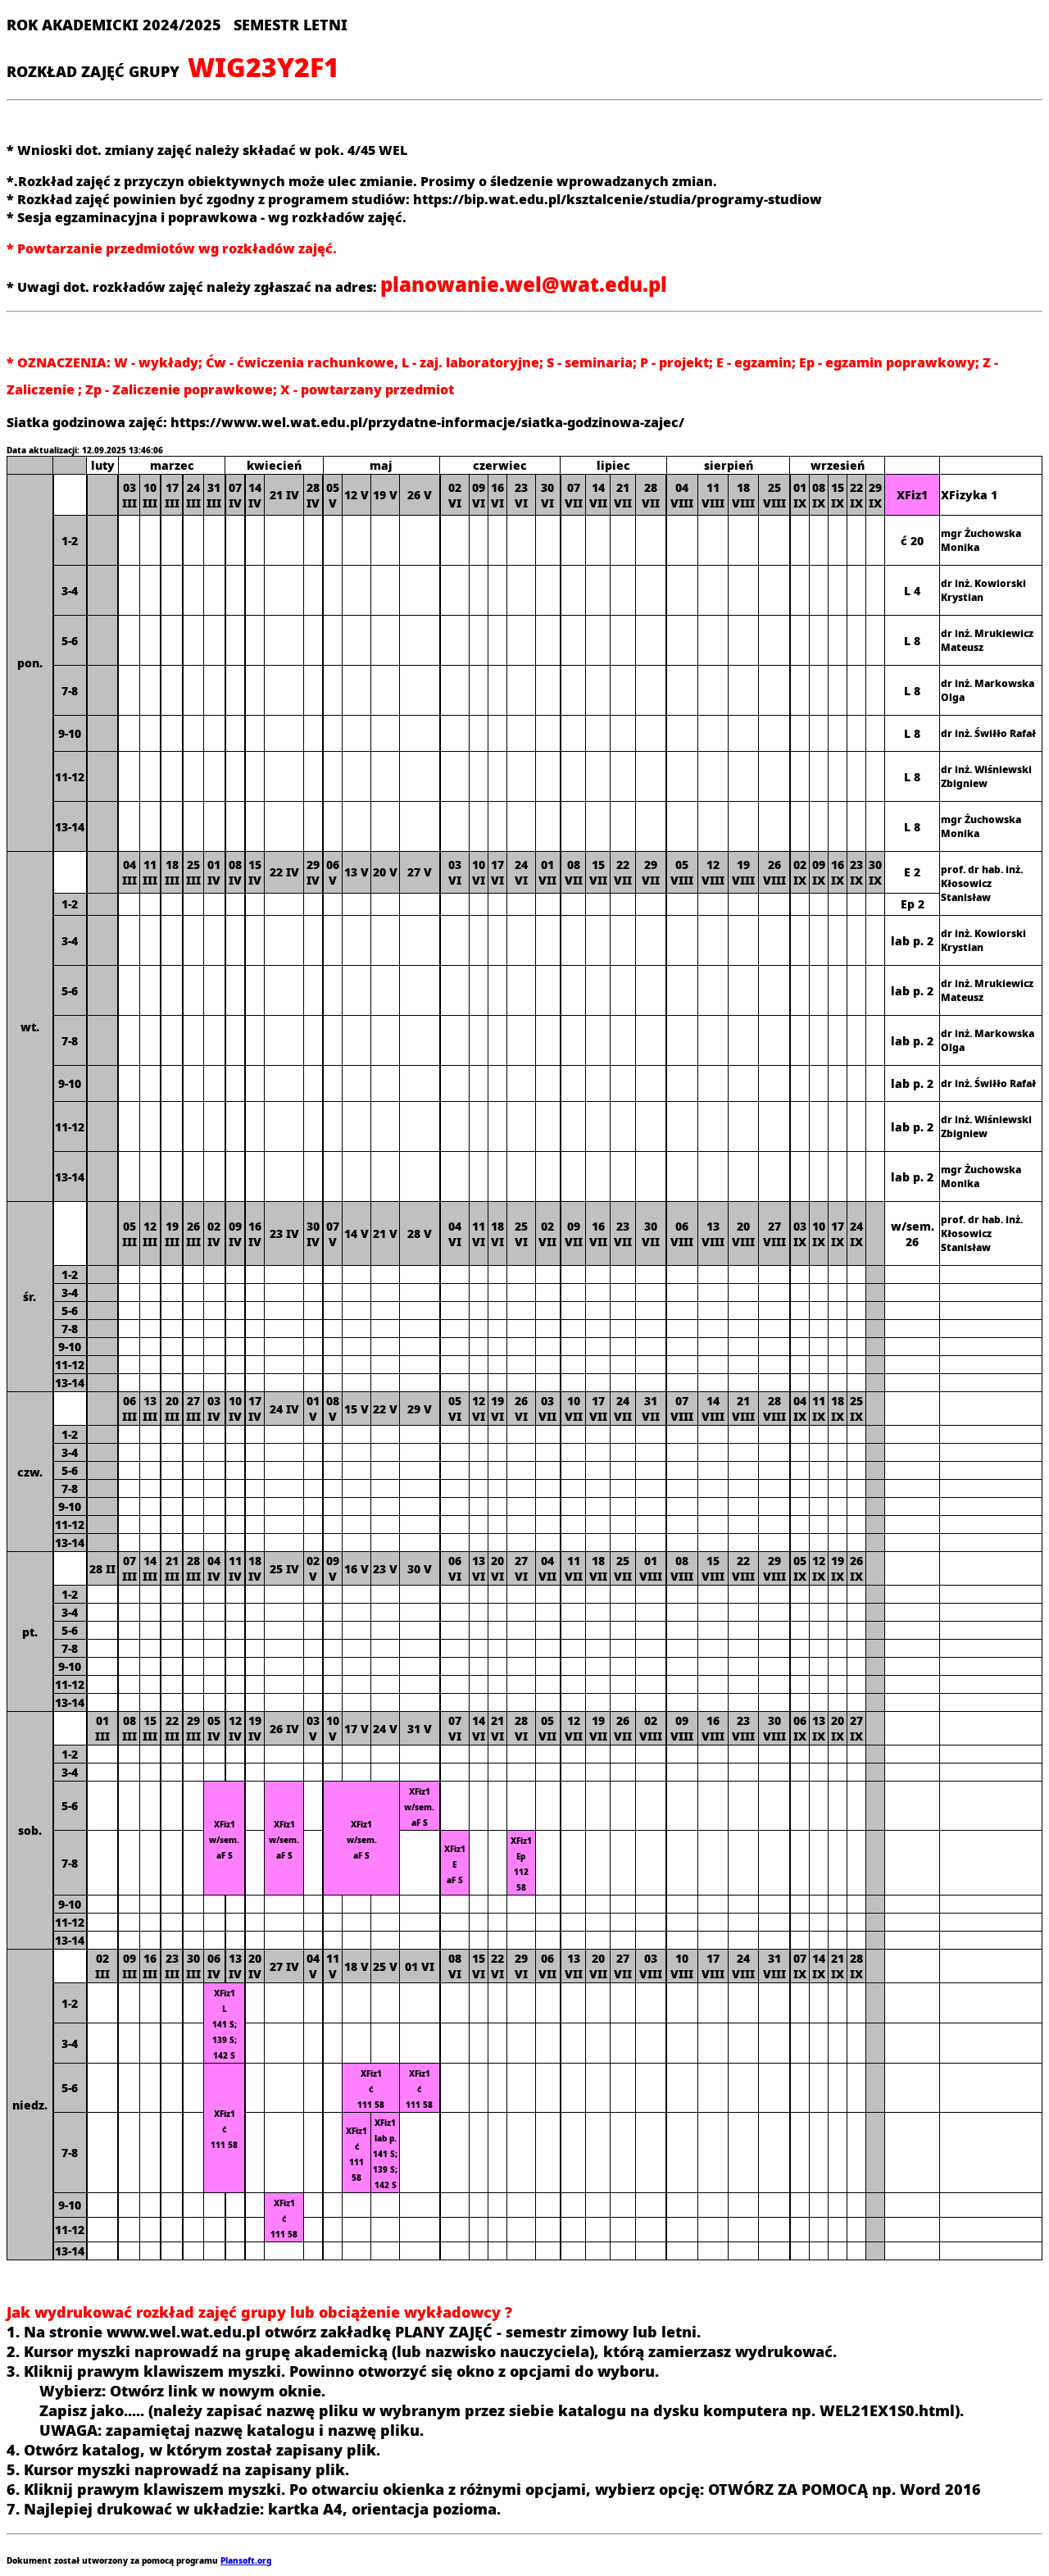 ROK AKADEMICKI 2024/2025 SEMESTR LETNI
ROZKŁAD ZAJĘĆ GRUPY WIG23Y2F1
* Wnioski dot. zmiany zajęć należy składać w pok. 4/45 WEL
*.Rozkład zajęć z przyczyn obiektywnych może ulec zmianie. Prosimy o śledzenie wprowadzanych zmian.
* Rozkład zajęć powinien być zgodny z programem studiów: https://bip.wat.edu.pl/ksztalcenie/studia/programy-studiow
* Sesja egzaminacyjna i poprawkowa - wg rozkładów zajęć.
* Powtarzanie przedmiotów wg rozkładów zajęć.
* Uwagi dot. rozkładów zajęć należy zgłaszać na adres: planowanie.wel@wat.edu.pl
* OZNACZENIA: W - wykłady; Ćw - ćwiczenia rachunkowe, L - zaj. laboratoryjne; S - seminaria; P - projekt; E - egzamin; Ep - egzamin poprawkowy; Z -
Zaliczenie ; Zp - Zaliczenie poprawkowe; X - powtarzany przedmiot
Siatka godzinowa zajęć: https://www.wel.wat.edu.pl/przydatne-informacje/siatka-godzinowa-zajec/
Data aktualizacji: 12.09.2025 13:46:06
luty marzec kwiecień maj czerwiec lipiec sierpień wrzesień
03 III 10 III 17 III 24 III 31 III 07 IV 14 IV 21 IV 28 IV 05 V 12 V 19 V 26 V 02 VI 09 VI 16 VI 23 VI 30 VI 07 VII 14 VII 21 VII 28 VII 04 VIII 11 VIII 18 VIII 25 VIII 01 IX 08 IX 15 IX 22 IX 29 IX XFiz1 XFizyka 1
pon.
1-2 ć 20 mgr Żuchowska Monika
3-4 L 4 dr inż. Kowiorski Krystian
5-6 L 8 dr inż. Mrukiewicz Mateusz
7-8 L 8 dr inż. Markowska Olga
9-10 L 8 dr inż. Świłło Rafał
11-12 L 8 dr inż. Wiśniewski Zbigniew
13-14 L 8 mgr Żuchowska Monika
04 III 11 III 18 III 25 III 01 IV 08 IV 15 IV 22 IV 29 IV 06 V 13 V 20 V 27 V 03 VI 10 VI 17 VI 24 VI 01 VII 08 VII 15 VII 22 VII 29 VII 05 VIII 12 VIII 19 VIII 26 VIII 02 IX 09 IX 16 IX 23 IX 30 IX E 2 prof. dr hab. inż. Kłosowicz Stanisław
wt.
1-2 Ep 2
3-4 lab p. 2 dr inż. Kowiorski Krystian
5-6 lab p. 2 dr inż. Mrukiewicz Mateusz
7-8 lab p. 2 dr inż. Markowska Olga
9-10 lab p. 2 dr inż. Świłło Rafał
11-12 lab p. 2 dr inż. Wiśniewski Zbigniew
13-14 lab p. 2 mgr Żuchowska Monika
05 III 12 III 19 III 26 III 02 IV 09 IV 16 IV 23 IV 30 IV 07 V 14 V 21 V 28 V 04 VI 11 VI 18 VI 25 VI 02 VII 09 VII 16 VII 23 VII 30 VII 06 VIII 13 VIII 20 VIII 27 VIII 03 IX 10 IX 17 IX 24 IX w/sem. 26 prof. dr hab. inż. Kłosowicz Stanisław
śr.
1-2
3-4
5-6
7-8
9-10
11-12
13-14
06 III 13 III 20 III 27 III 03 IV 10 IV 17 IV 24 IV 01 V 08 V 15 V 22 V 29 V 05 VI 12 VI 19 VI 26 VI 03 VII 10 VII 17 VII 24 VII 31 VII 07 VIII 14 VIII 21 VIII 28 VIII 04 IX 11 IX 18 IX 25 IX
czw.
1-2
3-4
5-6
7-8
9-10
11-12
13-14
28 II 07 III 14 III 21 III 28 III 04 IV 11 IV 18 IV 25 IV 02 V 09 V 16 V 23 V 30 V 06 VI 13 VI 20 VI 27 VI 04 VII 11 VII 18 VII 25 VII 01 VIII 08 VIII 15 VIII 22 VIII 29 VIII 05 IX 12 IX 19 IX 26 IX
pt.
1-2
3-4
5-6
7-8
9-10
11-12
13-14
01 III 08 III 15 III 22 III 29 III 05 IV 12 IV 19 IV 26 IV 03 V 10 V 17 V 24 V 31 V 07 VI 14 VI 21 VI 28 VI 05 VII 12 VII 19 VII 26 VII 02 VIII 09 VIII 16 VIII 23 VIII 30 VIII 06 IX 13 IX 20 IX 27 IX
sob.
1-2
3-4
5-6 XFiz1 w/sem. aF S XFiz1 w/sem. aF S XFiz1 w/sem. aF S XFiz1 w/sem. aF S
7-8 XFiz1 E aF S XFiz1 Ep 112 58
9-10
11-12
13-14
02 III 09 III 16 III 23 III 30 III 06 IV 13 IV 20 IV 27 IV 04 V 11 V 18 V 25 V 01 VI 08 VI 15 VI 22 VI 29 VI 06 VII 13 VII 20 VII 27 VII 03 VIII 10 VIII 17 VIII 24 VIII 31 VIII 07 IX 14 IX 21 IX 28 IX
niedz.
1-2 XFiz1 L 141 S; 139 S; 142 S
3-4
5-6 XFiz1 ć 111 58 XFiz1 ć 111 58 XFiz1 ć 111 58
7-8 XFiz1 ć 111 58 XFiz1 lab p. 141 S; 139 S; 142 S
9-10 XFiz1 ć 111 58
11-12
13-14
Jak wydrukować rozkład zajęć grupy lub obciążenie wykładowcy ?
1. Na stronie www.wel.wat.edu.pl otwórz zakładkę PLANY ZAJĘĆ - semestr zimowy lub letni.
2. Kursor myszki naprowadź na grupę akademicką (lub nazwisko nauczyciela), którą zamierzasz wydrukować.
3. Kliknij prawym klawiszem myszki. Powinno otworzyć się okno z opcjami do wyboru.
Wybierz: Otwórz link w nowym oknie.
Zapisz jako..... (należy zapisać nazwę pliku w wybranym przez siebie katalogu na dysku komputera np. WEL21EX1S0.html).
UWAGA: zapamiętaj nazwę katalogu i nazwę pliku.
4. Otwórz katalog, w którym został zapisany plik.
5. Kursor myszki naprowadź na zapisany plik.
6. Kliknij prawym klawiszem myszki. Po otwarciu okienka z różnymi opcjami, wybierz opcję: OTWÓRZ ZA POMOCĄ np. Word 2016
7. Najlepiej drukować w układzie: kartka A4, orientacja pozioma.
Dokument został utworzony za pomocą programu Plansoft.org